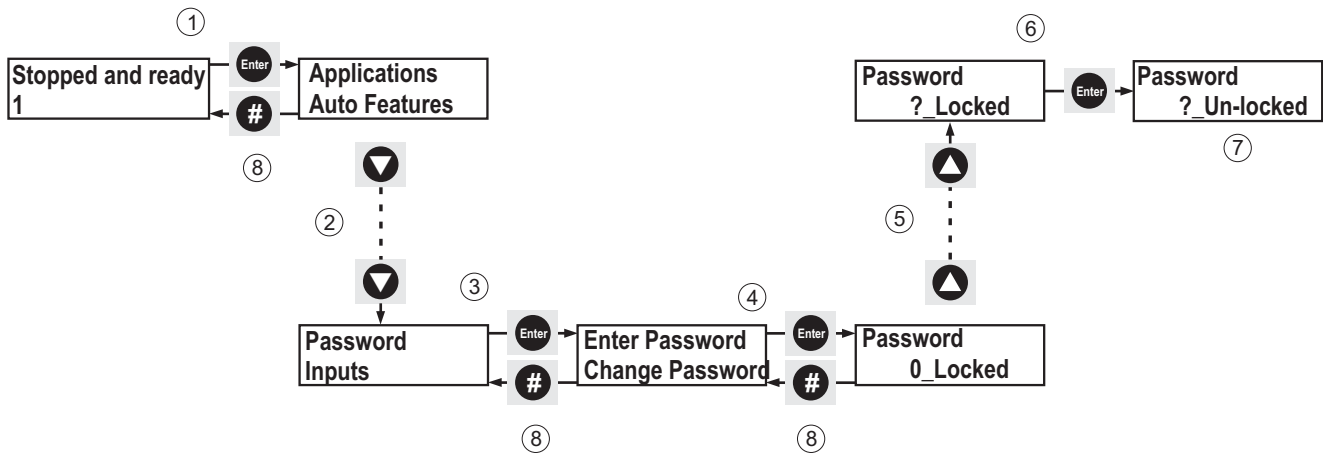 ①
Stopped and ready
1
Enter
#
⑧
Applications
Auto Features
②
Password
Inputs
③
Enter
#
⑧
Enter Password
Change Password
④
Enter
#
⑧
Password
0_Locked
⑤
⑥
Password
?_Locked
Enter
Password
?_Un-locked
⑦